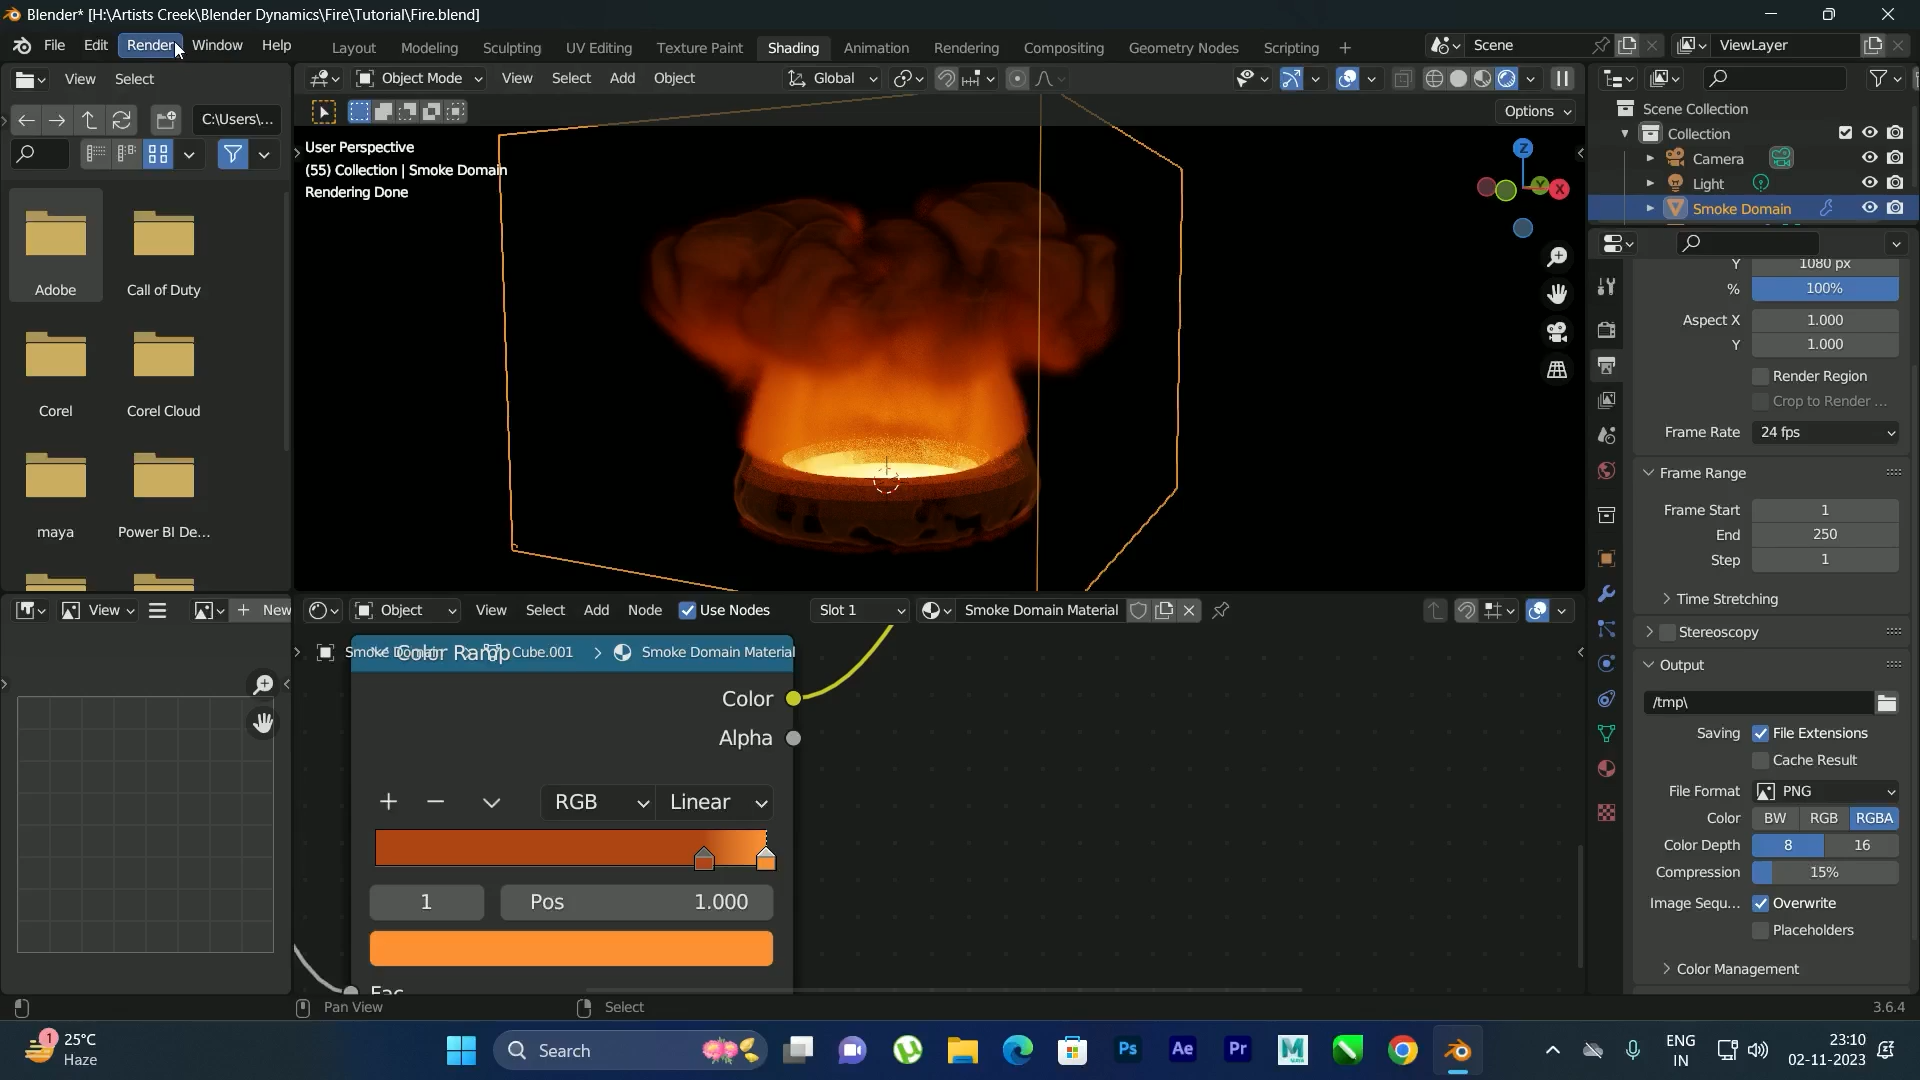 Blender* [H:\Artists Creek\Blender Dynamics\Fire\Tutorial\Fire.blend]
File Edit Render Window Help Layout Modeling Sculpting UV Editing Texture Paint Shading Animation Rendering Compositing Geometry Nodes Scripting + Scene ViewLayer
View Select Object Mode View Select Add Object Global
C:\Users\... Options
User Perspective
(55) Collection | Smoke Domain
Rendering Done
Z
Y
X
Adobe Call of Duty
Corel Corel Cloud
maya Power BI De...
Scene Collection
Collection
Camera
Light
Smoke Domain
Y 1080 px
% 100%
Aspect X 1.000
Y 1.000
Render Region
Crop to Render ...
Frame Rate 24 fps
Frame Range
Frame Start 1
End 250
Step 1
Time Stretching
Stereoscopy
Output
/tmp\
Saving File Extensions
Cache Result
File Format PNG
Color BW RGB RGBA
Color Depth 8 16
Compression 15%
Image Sequ... Overwrite
Placeholders
Color Management
View New Object View Select Add Node Use Nodes Slot 1 Smoke Domain Material
Smoke Domain Cube.001 Smoke Domain Material
Color Ramp
Color
Alpha
RGB Linear
1 Pos 1.000
Fac
Pan View Select 3.6.4
1 25°C
Haze
Search
Ps Ae Pr M
ENG
IN
23:10
02-11-2023